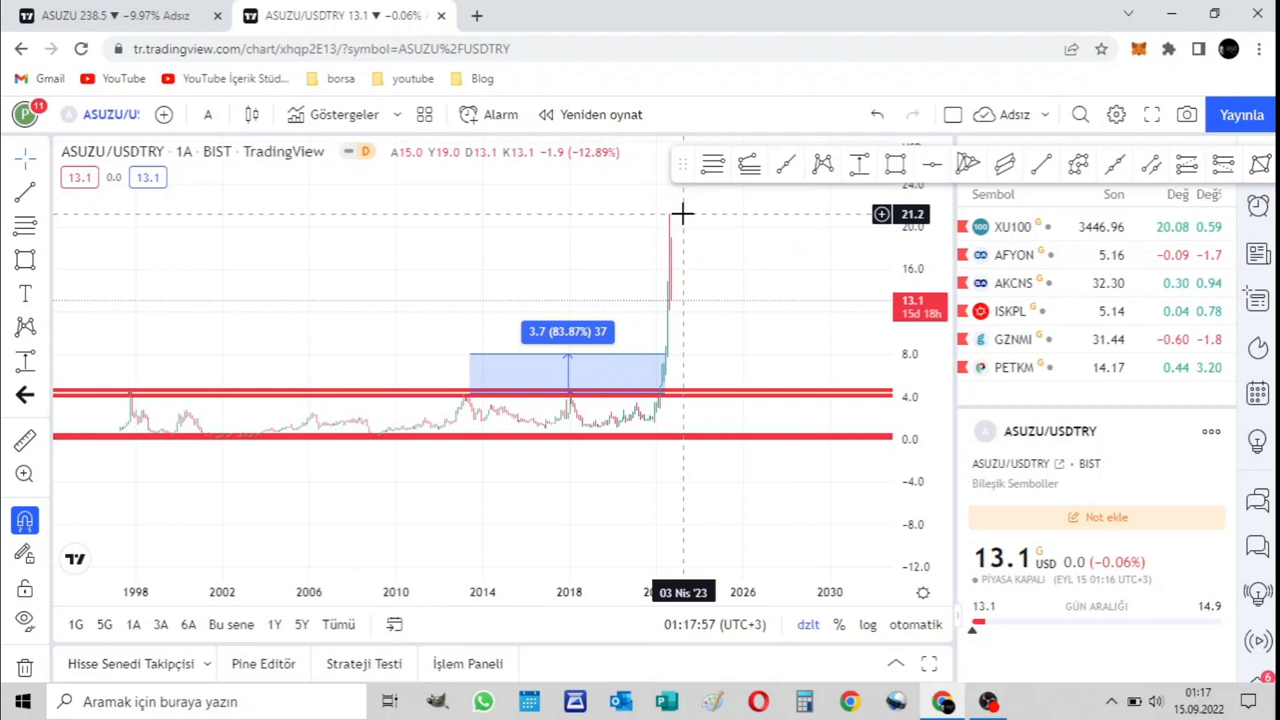 ASUZU 238.5 ▼ −9.97% Adsız
ASUZU/USDTRY 13.1 ▼ −0.06%
tr.tradingview.com/chart/xhqp2E13/?symbol=ASUZU%2FUSDTRY
Gmail YouTube YouTube İçerik Stüd... borsa youtube Blog
P 11 A ASUZU/U: A Göstergeler Alarm Yeniden oynat Adsız Yayınla
ASUZU/USDTRY · 1A · BIST · TradingView D A15.0 Y19.0 D13.1 K13.1 −1.9 (−12.89%)
13.1 0.0 13.1
24.0
21.2
20.0
16.0
13.1
15d 18h
3.7 (83.87%) 37
8.0
4.0
0.0
−4.0
−8.0
−12.0
1998 2002 2006 2010 2014 2018 03 Nis '23 2026 2030
1G 5G 1A 3A 6A Bu sene 1Y 5Y Tümü 01:17:57 (UTC+3) dzlt % log otomatik
Hisse Senedi Takipçisi Pine Editörü Strateji Testi İşlem Paneli
Sembol Son Değ Değ%
100 XU100 G 3446.96 20.08 0.59
AFYON G 5.16 −0.09 −1.7
AKCNS G 32.30 0.30 0.94
ISKPL G 5.14 0.04 0.78
GZNMI G 31.44 −0.60 −1.8
PETKM G 14.17 0.44 3.20
A ASUZU/USDTRY
ASUZU/USDTRY • BIST
Bileşik Semboller
Not ekle
13.1 G USD 0.0 (−0.06%)
PİYASA KAPALI (EYL 15 01:16 UTC+3)
13.1 GÜN ARALIĞI 14.9
6
Aramak için buraya yazın
01:17
15.09.2022